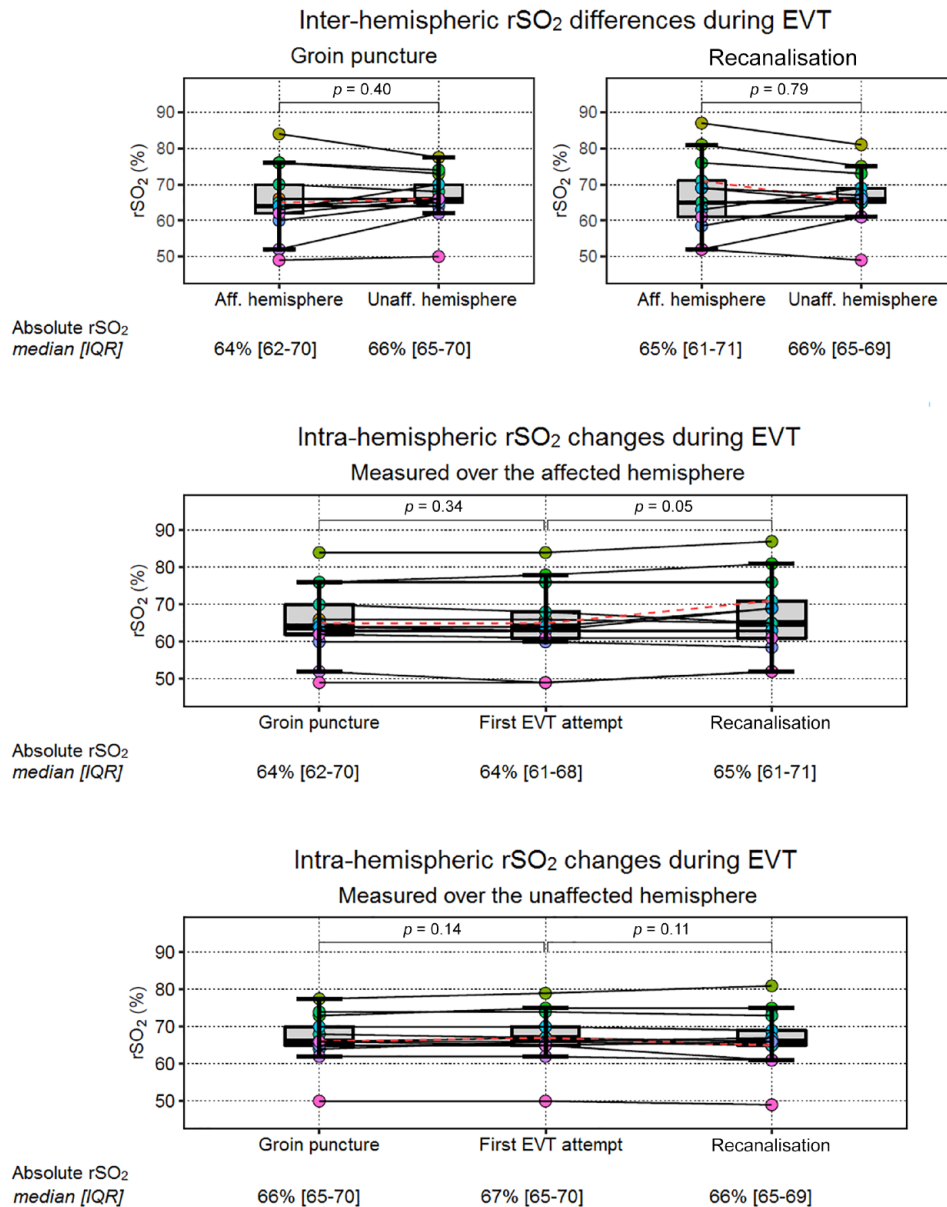 Inter-hemispheric rSO₂ differences during EVT
Groin puncture
Recanalisation
p = 0.40
p = 0.79
rSO₂ (%)
90
80
70
60
50
rSO₂ (%)
90
80
70
60
50
Aff. hemisphere Unaff. hemisphere
Aff. hemisphere Unaff. hemisphere
Absolute rSO₂
median [IQR] 64% [62-70] 66% [65-70] 65% [61-71] 66% [65-69]
Intra-hemispheric rSO₂ changes during EVT
Measured over the affected hemisphere
p = 0.34
p = 0.05
rSO₂ (%)
90
80
70
60
50
Groin puncture First EVT attempt Recanalisation
Absolute rSO₂
median [IQR] 64% [62-70] 64% [61-68] 65% [61-71]
Intra-hemispheric rSO₂ changes during EVT
Measured over the unaffected hemisphere
p = 0.14
p = 0.11
rSO₂ (%)
90
80
70
60
50
Groin puncture First EVT attempt Recanalisation
Absolute rSO₂
median [IQR] 66% [65-70] 67% [65-70] 66% [65-69]